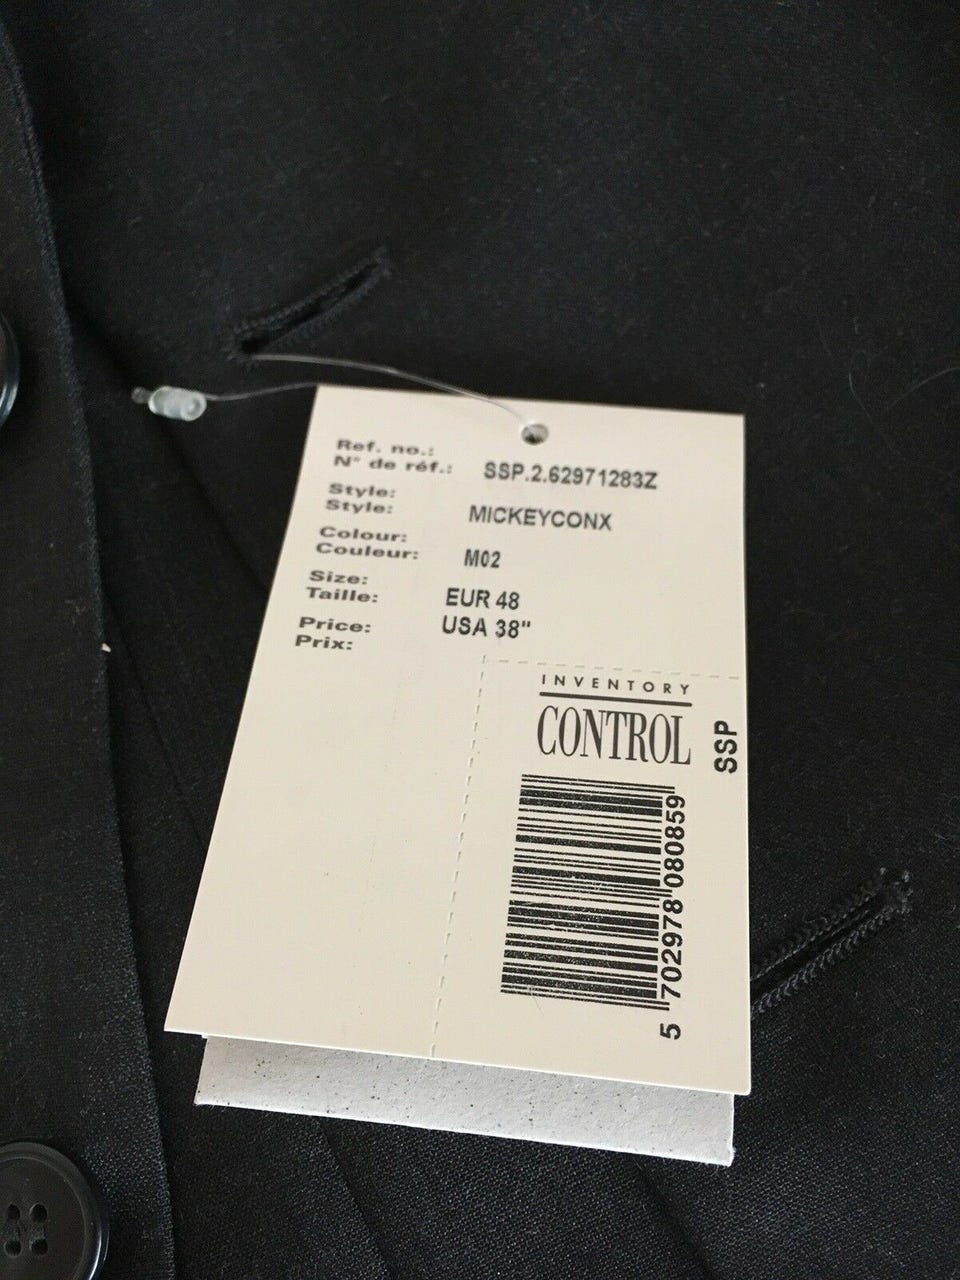 Ref. no.:
N° de réf.: SSP.2.62971283Z
Style:
Style: MICKEYCONX
Colour:
Couleur: M02
Size:
Taille: EUR 48
Price: USA 38"
Prix:
INVENTORY
CONTROL
SSP
5 702978 080859